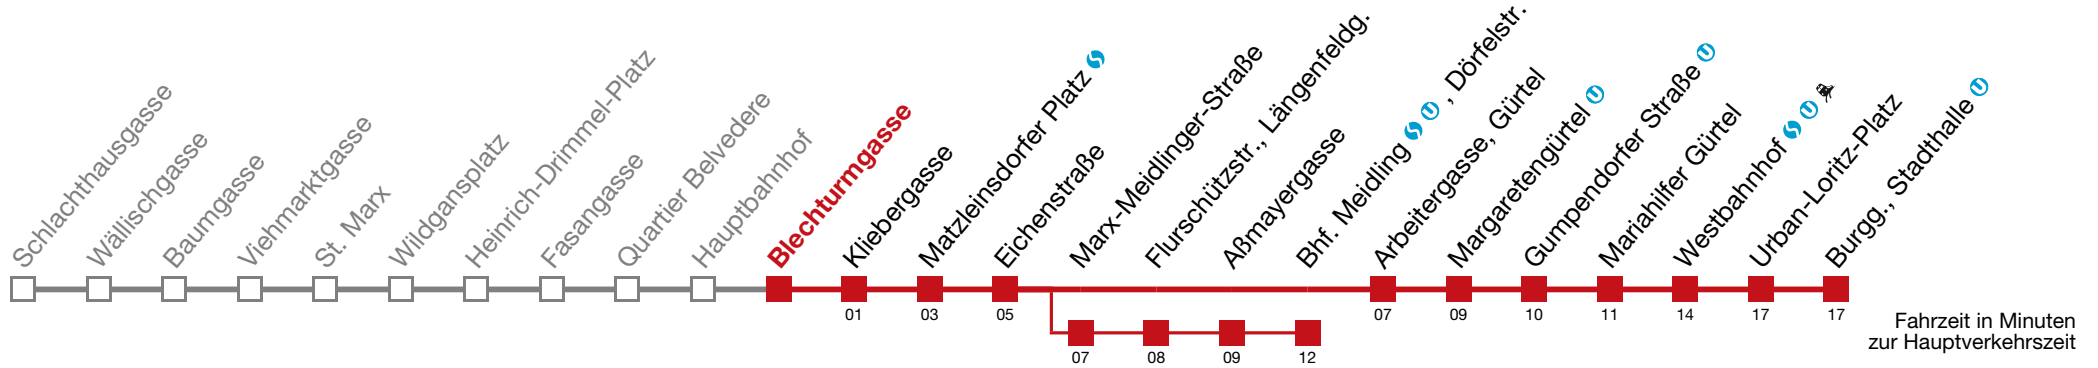 Schlachthausgasse
Wällischgasse
Baumgasse
Viehmarktgasse
St. Marx
Wildgansplatz
Heinrich-Drimmel-Platz
Fasangasse
Quartier Belvedere
Hauptbahnhof
Blechturmgasse
Kliebergasse
Matzleinsdorfer Platz S
Eichenstraße
Marx-Meidlinger-Straße
Flurschützstr., Längenfeldg.
Aßmayergasse
Bhf. Meidling S U , Dörfelstr.
Arbeitergasse, Gürtel
Margaretengürtel U
Gumpendorfer Straße U
Mariahilfer Gürtel
Westbahnhof S U
Urban-Loritz-Platz
Burgg., Stadthalle U
01 03 05 07 09 10 11 14 17 17
07 08 09 12
Fahrzeit in Minuten
zur Hauptverkehrszeit